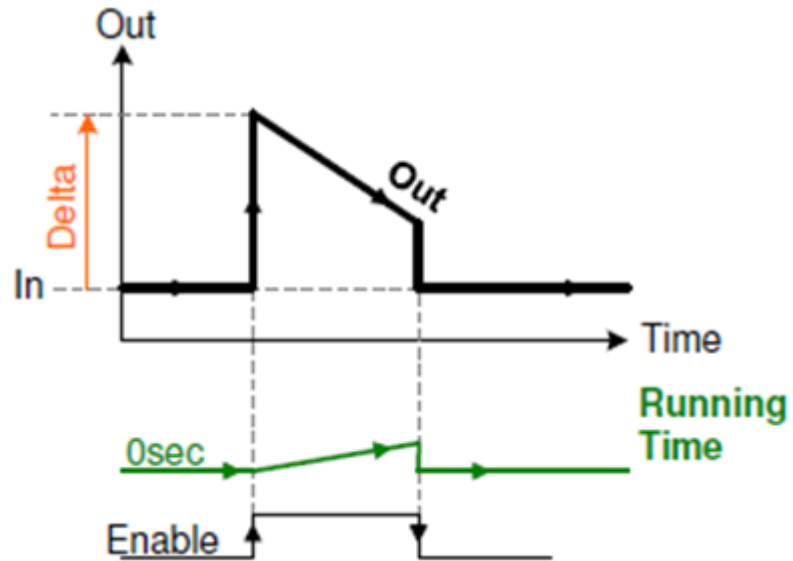 Out
Delta
Out
In
Time
Running
Time
0sec
Enable